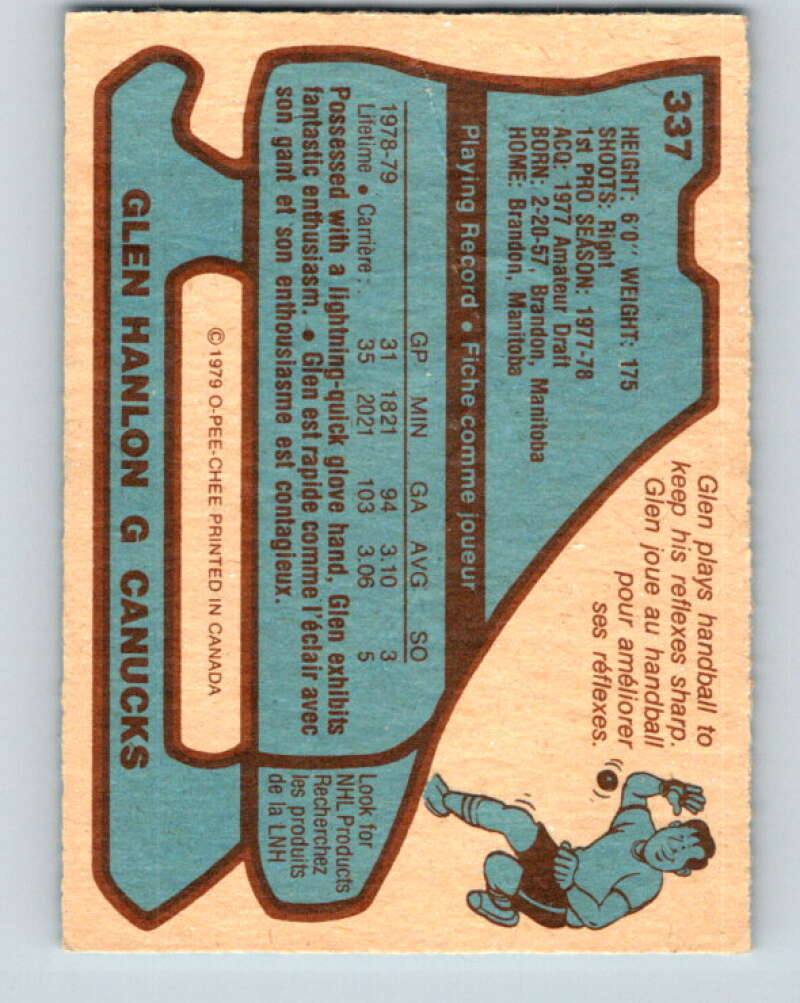 337
HEIGHT: 6'0" WEIGHT: 175
SHOOTS: Right
1st PRO SEASON: 1977-78
ACQ: 1977 Amateur Draft
BORN: 2-20-57, Brandon, Manitoba
HOME: Brandon, Manitoba
Glen plays handball to
keep his reflexes sharp.
Glen joue au handball
pour améliorer
ses réflexes.
Playing Record • Fiche comme joueur
GP MIN GA AVG SO
1978-79 31 1821 94 3.10 3
Lifetime • Carrière: . 35 2021 103 3.06 5
Possessed with a lightning-quick glove hand, Glen exhibits
fantastic enthusiasm. • Glen est rapide comme l'éclair avec
son gant et son enthousiasme est contagieux.
Look for
NHL Products
Recherchez
les produits
de la LNH
© 1979 O-PEE-CHEE PRINTED IN CANADA
GLEN HANLON G CANUCKS